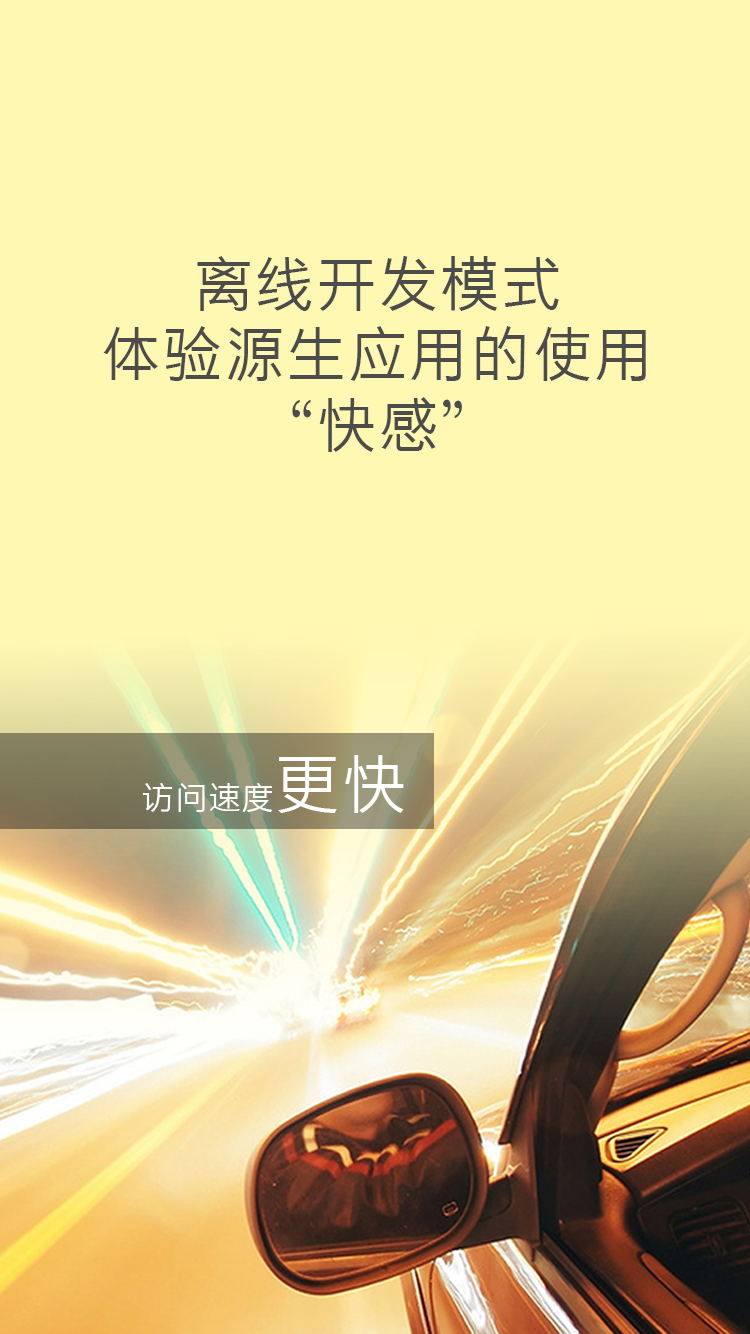 离线开发模式
体验源生应用的使用
“快感”
访问速度更快